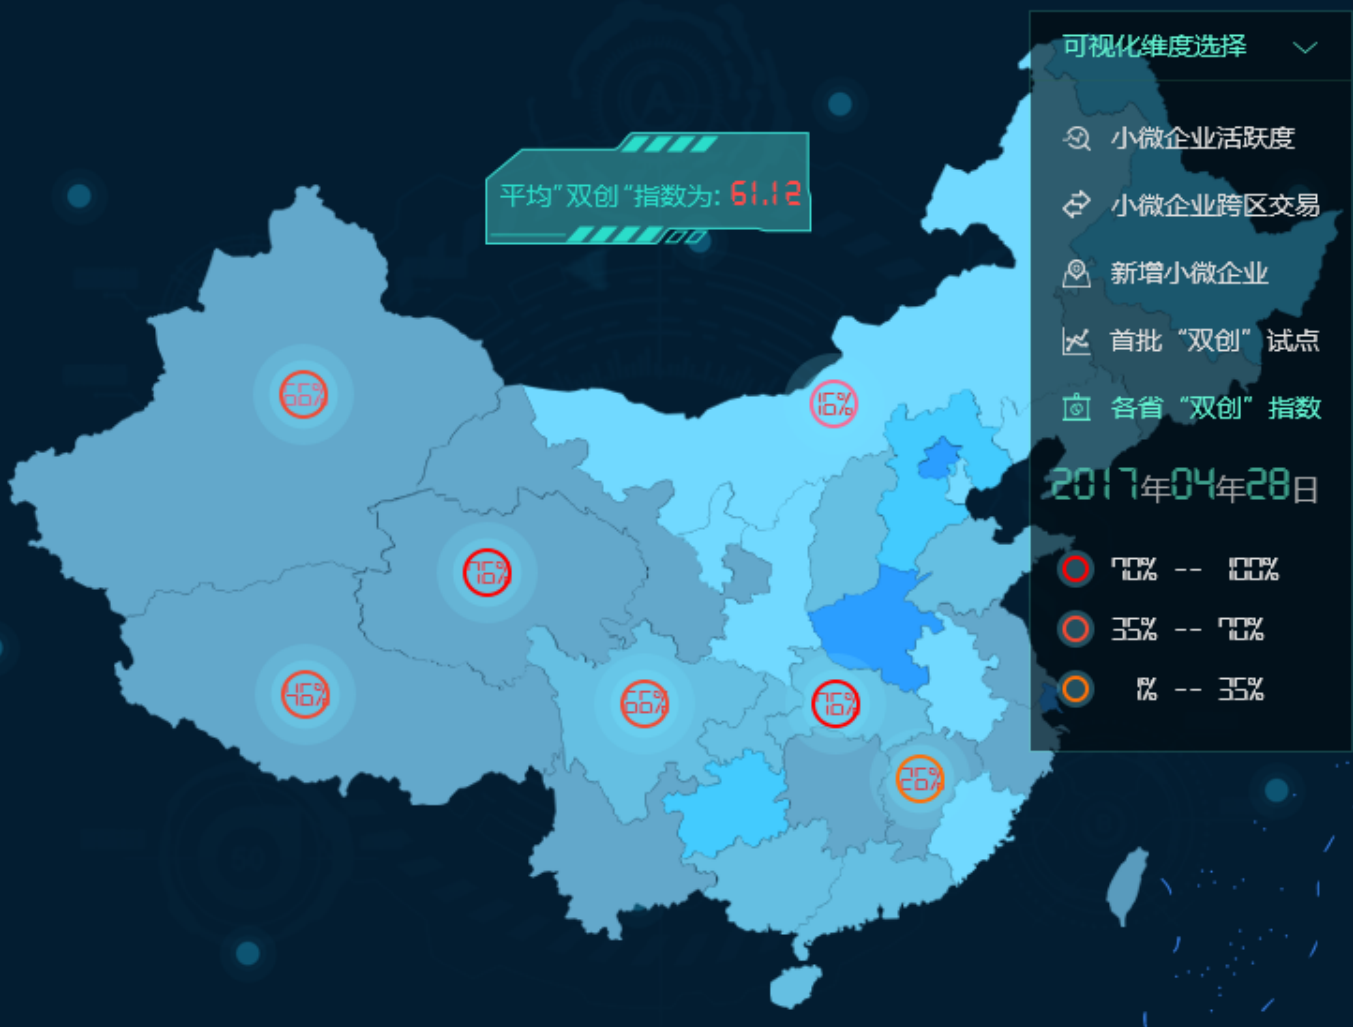 可视化维度选择
小微企业活跃度
平均"双创"指数为: 61.12
小微企业跨区交易
新增小微企业
首批 "双创" 试点
66%
16%
各省 "双创" 指数
2017年04年28日
76%
70% -- 100%
35% -- 70%
46%
66%
76%
1% -- 35%
26%